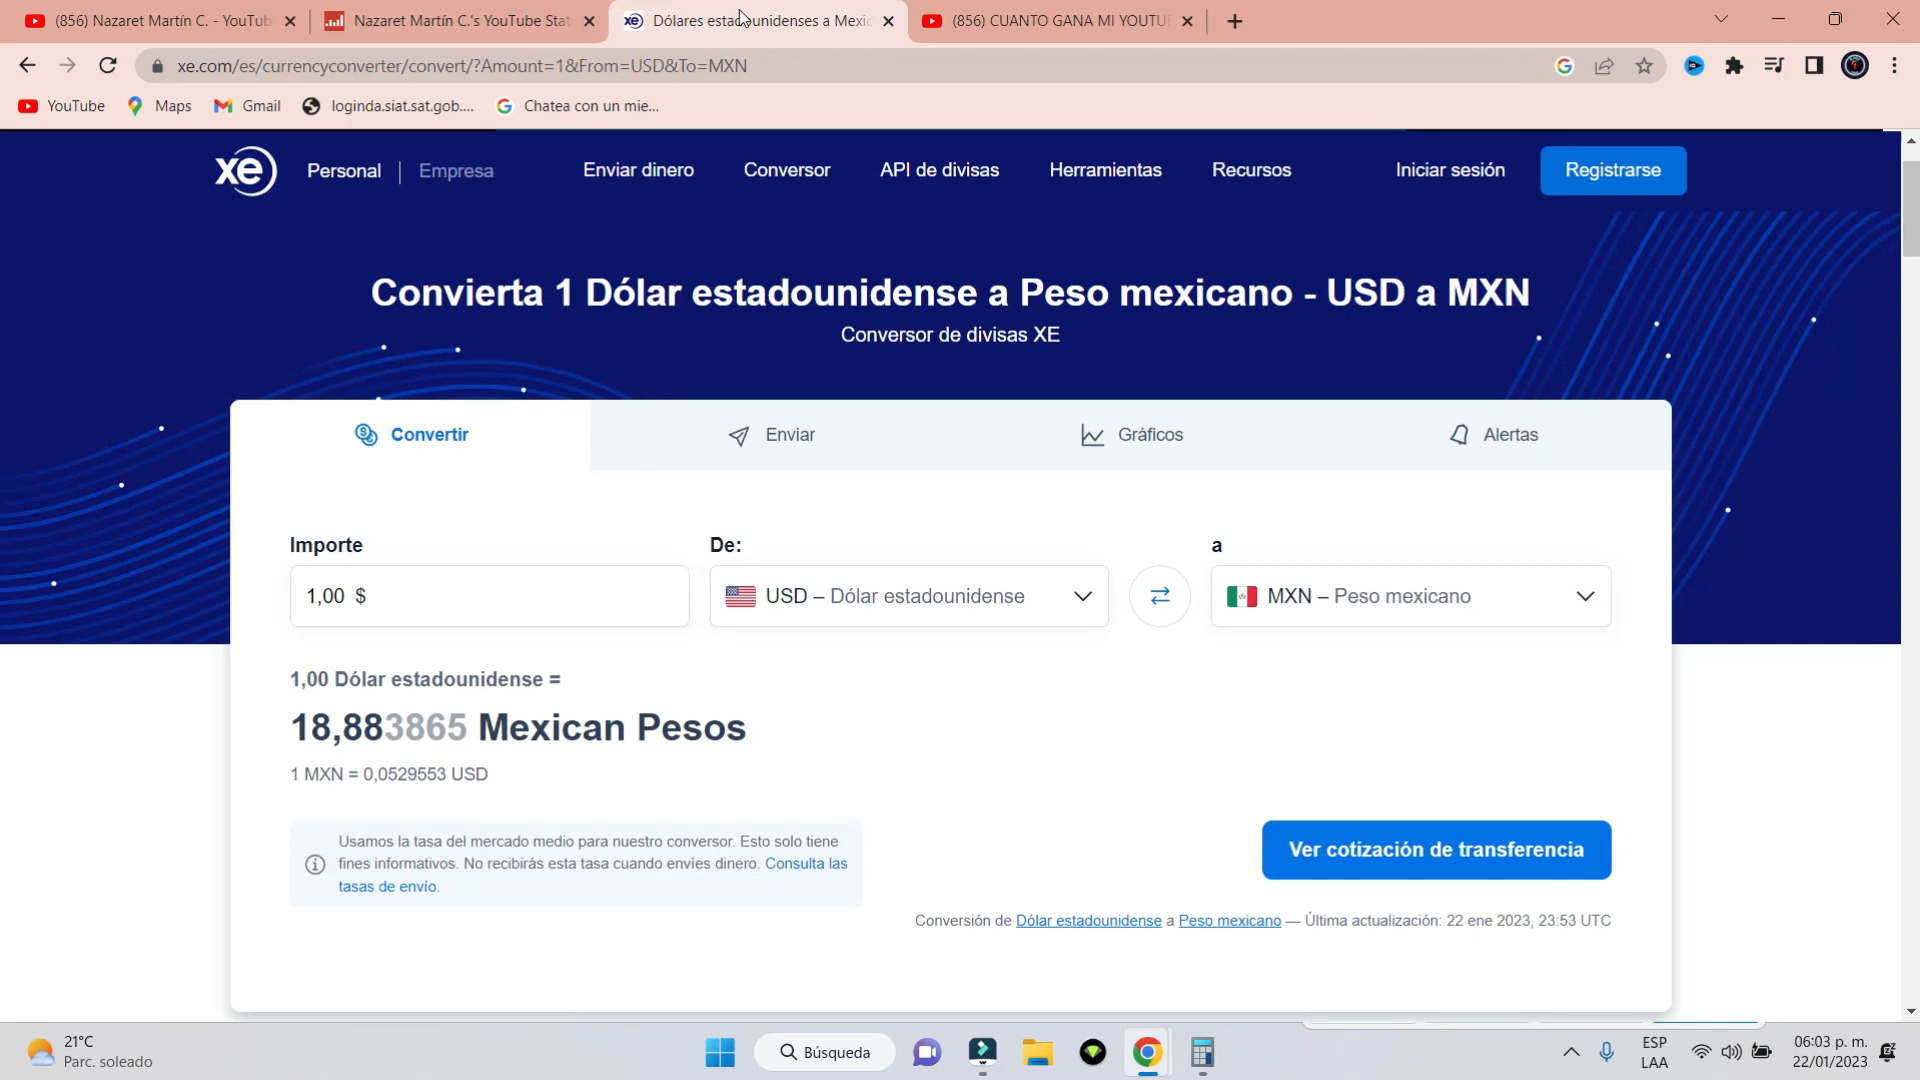 (856) Nazaret Martín C. - YouTub
Nazaret Martín C.'s YouTube Stat
Dólares estadounidenses a Mexic
(856) CUANTO GANA MI YOUTU
xe.com/es/currencyconverter/convert/?Amount=1&From=USD&To=MXN
YouTube
Maps
Gmail
loginda.siat.sat.gob....
Chatea con un mie...
xe
Personal
Empresa
Enviar dinero
Conversor
API de divisas
Herramientas
Recursos
Iniciar sesión
Registrarse
Convierta 1 Dólar estadounidense a Peso mexicano - USD a MXN
Conversor de divisas XE
Convertir
Enviar
Gráficos
Alertas
Importe
De:
a
1,00 $
USD – Dólar estadounidense
MXN – Peso mexicano
1,00 Dólar estadounidense =
18,883865 Mexican Pesos
1 MXN = 0,0529553 USD
Usamos la tasa del mercado medio para nuestro conversor. Esto solo tiene
fines informativos. No recibirás esta tasa cuando envíes dinero. Consulta las
tasas de envío.
Ver cotización de transferencia
Conversión de Dólar estadounidense a Peso mexicano — Última actualización: 22 ene 2023, 23:53 UTC
21°C
Parc. soleado
Búsqueda
ESP
LAA
06:03 p. m.
22/01/2023